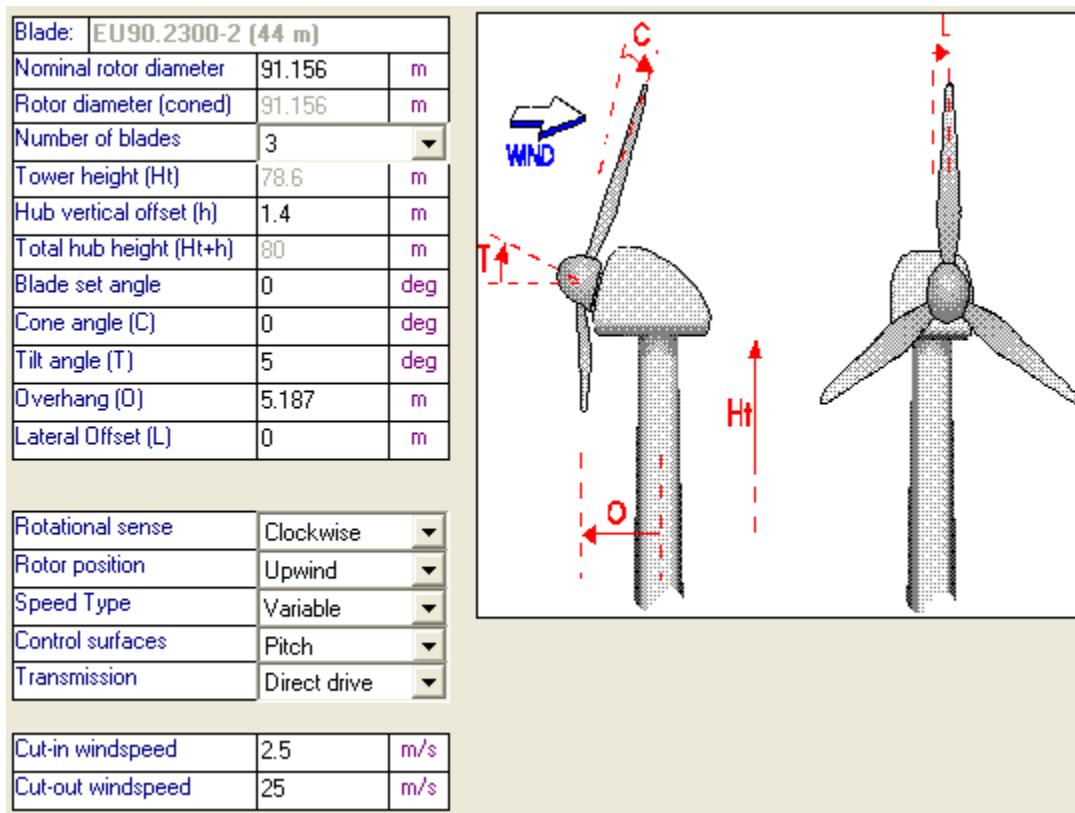 Blade: EU90.2300-2 (44 m)
Nominal rotor diameter 91.156 m
Rotor diameter (coned) 91.156 m
Number of blades 3
Tower height (Ht) 78.6 m
Hub vertical offset (h) 1.4 m
Total hub height (Ht+h) 80 m
Blade set angle 0 deg
Cone angle (C) 0 deg
Tilt angle (T) 5 deg
Overhang (O) 5.187 m
Lateral Offset (L) 0 m
Rotational sense Clockwise
Rotor position Upwind
Speed Type Variable
Control surfaces Pitch
Transmission Direct drive
Cut-in windspeed 2.5 m/s
Cut-out windspeed 25 m/s
C
L
WIND
T
Ht
O